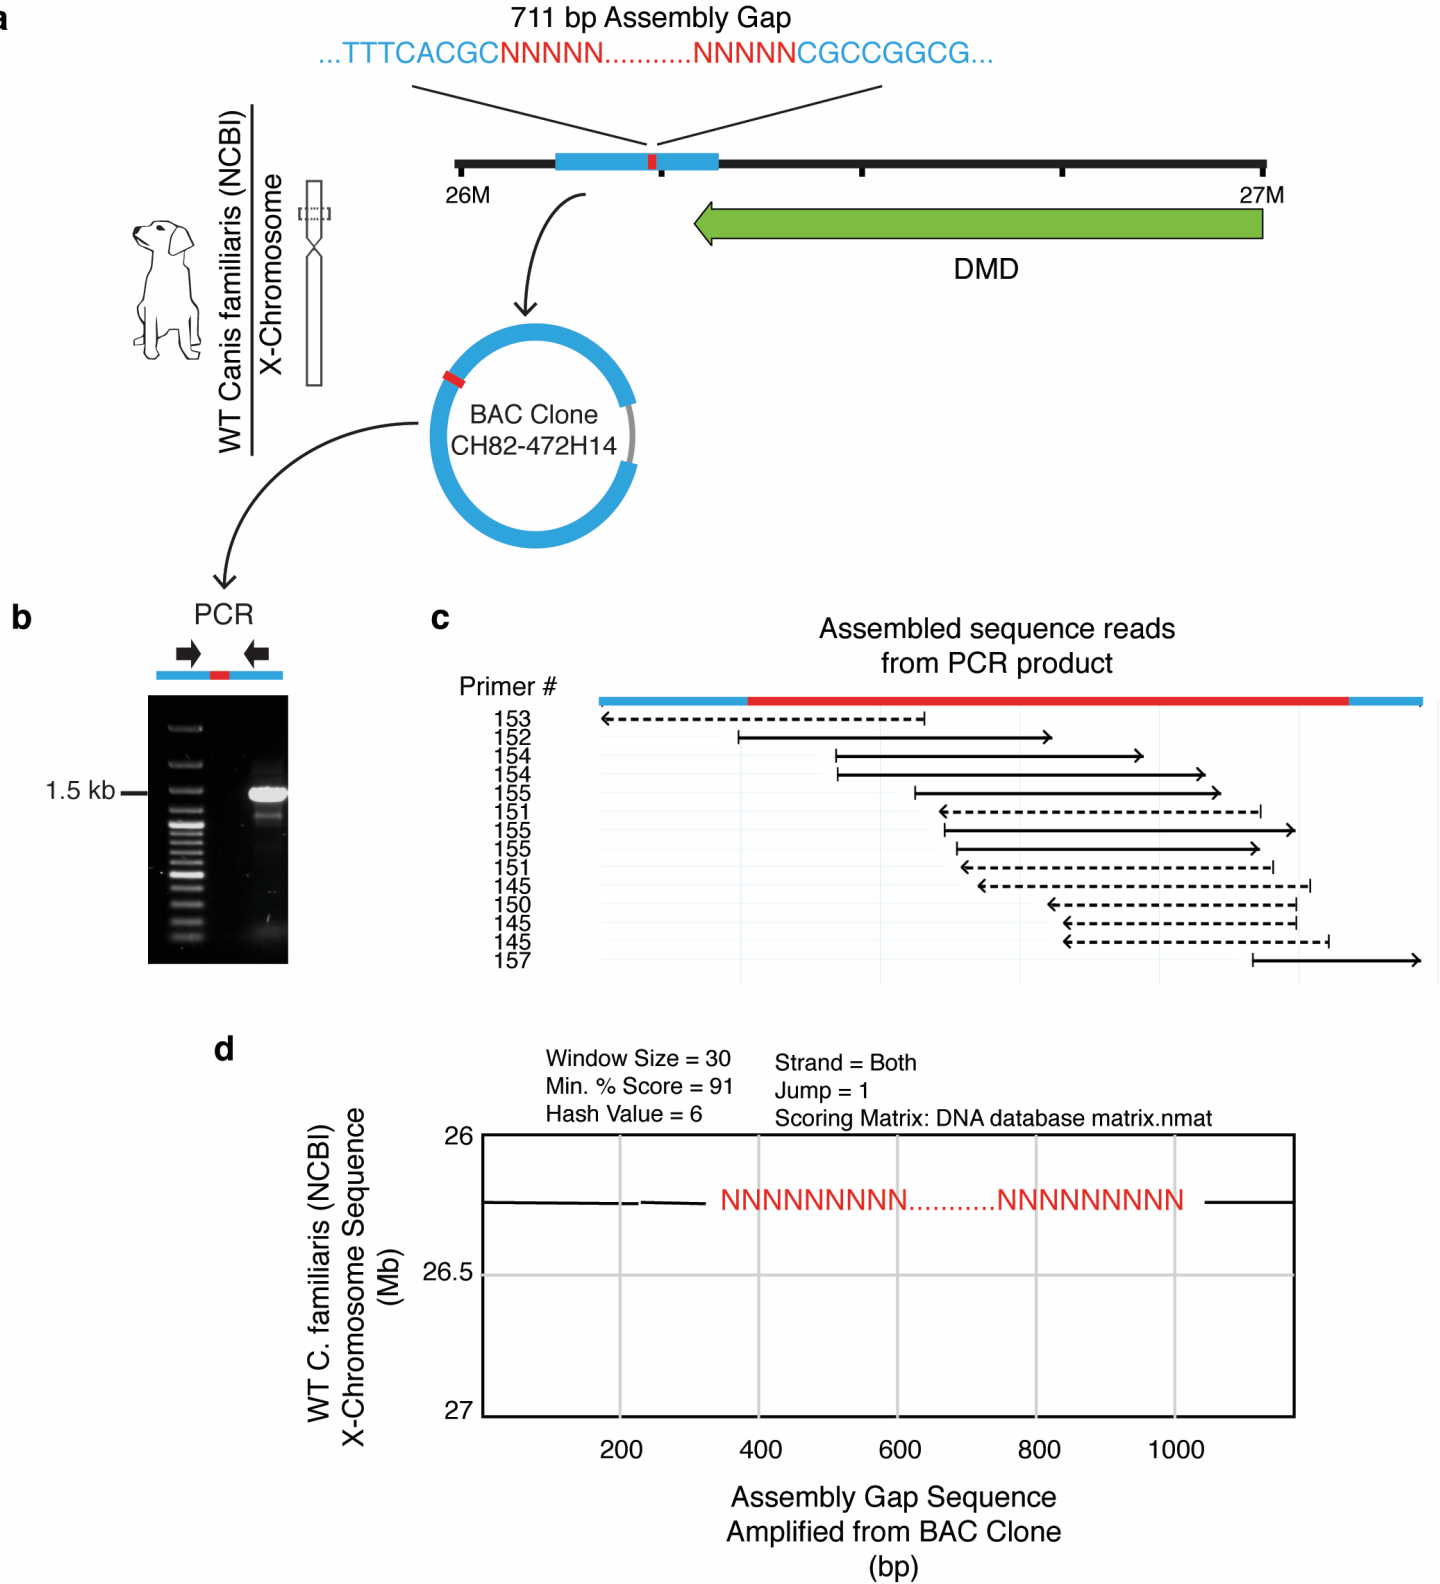 a
711 bp Assembly Gap
...TTTCACGCNNNNN...........NNNNNCGCCGGCG...
WT Canis familiaris (NCBI)
X-Chromosome
26M
27M
DMD
BAC Clone
CH82-472H14
b
PCR
1.5 kb
c
Assembled sequence reads
from PCR product
Primer #
153
152
154
154
155
151
155
155
151
145
150
145
145
157
d
Window Size = 30
Min. % Score = 91
Hash Value = 6
Strand = Both
Jump = 1
Scoring Matrix: DNA database matrix.nmat
WT C. familiaris (NCBI)
X-Chromosome Sequence
(Mb)
26
26.5
27
NNNNNNNNN...........NNNNNNNNN
200
400
600
800
1000
Assembly Gap Sequence
Amplified from BAC Clone
(bp)